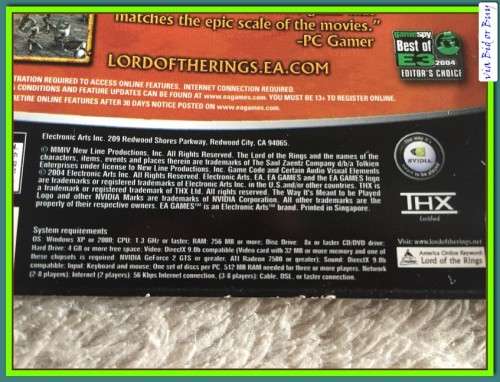 matches the epic scale of the movies."
–PC Gamer
LORDOFTHERINGS.EA.COM
gamespy
Best of
E3 2004
EDITOR'S CHOICE
via Bid or Buy
TRATION REQUIRED TO ACCESS ONLINE FEATURES. INTERNET CONNECTION REQUIRED.
& CONDITIONS AND FEATURE UPDATES CAN BE FOUND AT www.eagames.com. YOU MUST BE 13+ TO REGISTER ONLINE.
RETIRE ONLINE FEATURES AFTER 30 DAYS NOTICE POSTED ON www.eagames.com.
Electronic Arts Inc. 209 Redwood Shores Parkway, Redwood City, CA 94065.
© MMIV New Line Productions, Inc. All Rights Reserved. The Lord of the Rings and the names of the
characters, items, events and places therein are trademarks of The Saul Zaentz Company d/b/a Tolkien
Enterprises under license to New Line Productions, Inc. Game Code and Certain Audio Visual Elements
© 2004 Electronic Arts Inc. All Rights Reserved. Electronic Arts, EA, EA GAMES and the EA GAMES logo
are trademarks or registered trademarks of Electronic Arts Inc. in the U.S. and/or other countries. THX is
a trademark or registered trademark of THX Ltd. All rights reserved. The Way It's Meant to be Played
Logo and other NVIDIA Marks are trademarks of NVIDIA Corporation. All other trademarks are the
property of their respective owners. EA GAMES™ is an Electronic Arts™ brand. Printed in Singapore.
NVIDIA
THX
Certified
System requirements
OS: Windows XP or 2000; CPU: 1.3 GHz or faster; RAM: 256 MB or more; Disc Drive: 8x or faster CD/DVD drive;
Hard Drive: 4 GB or more free space; Video: DirectX 9.0b compatible (Video card with 32 MB or more memory and one of
these chipsets is required: NVIDIA GeForce 2 GTS or greater, ATI Radeon 7500 or greater); Sound: DirectX 9.0b
compatible; Input: Keyboard and mouse; One set of discs per PC. 512 MB RAM needed for three or more players. Network
(2-8 players); Internet (2 players): 56 Kbps Internet connection, (3-8 players): Cable, DSL, or faster connection.
Visit: www.lordoftherings.net
America Online Keyword:
Lord of the Rings